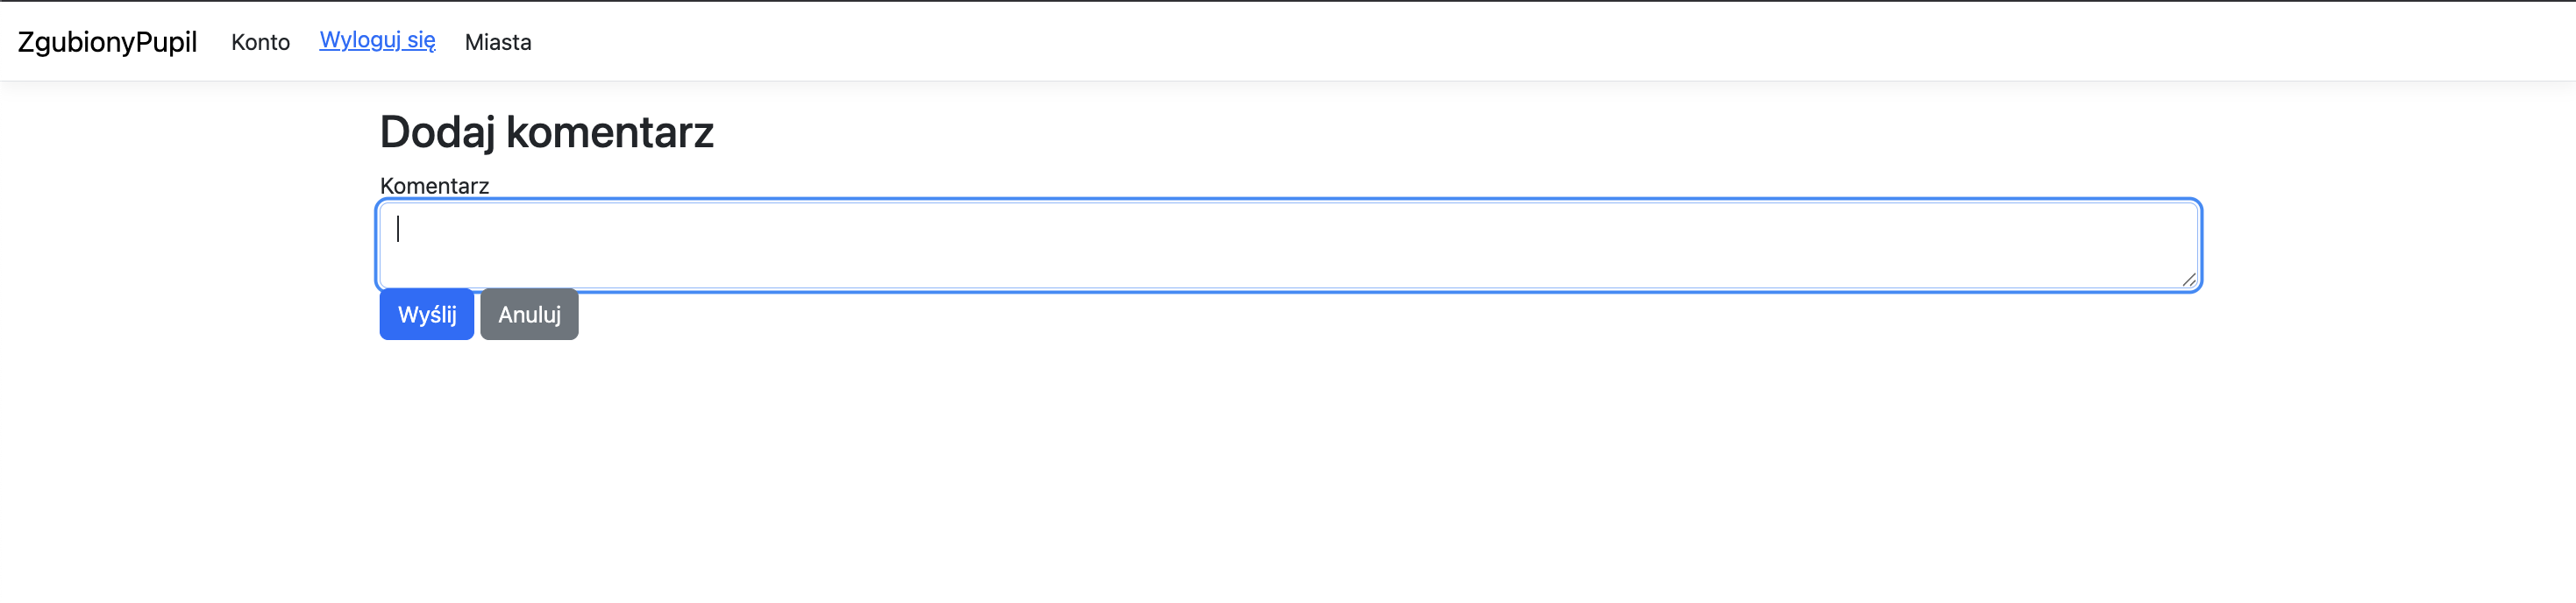 ZgubionyPupil Konto Wyloguj się Miasta
Dodaj komentarz
Komentarz
Wyślij Anuluj